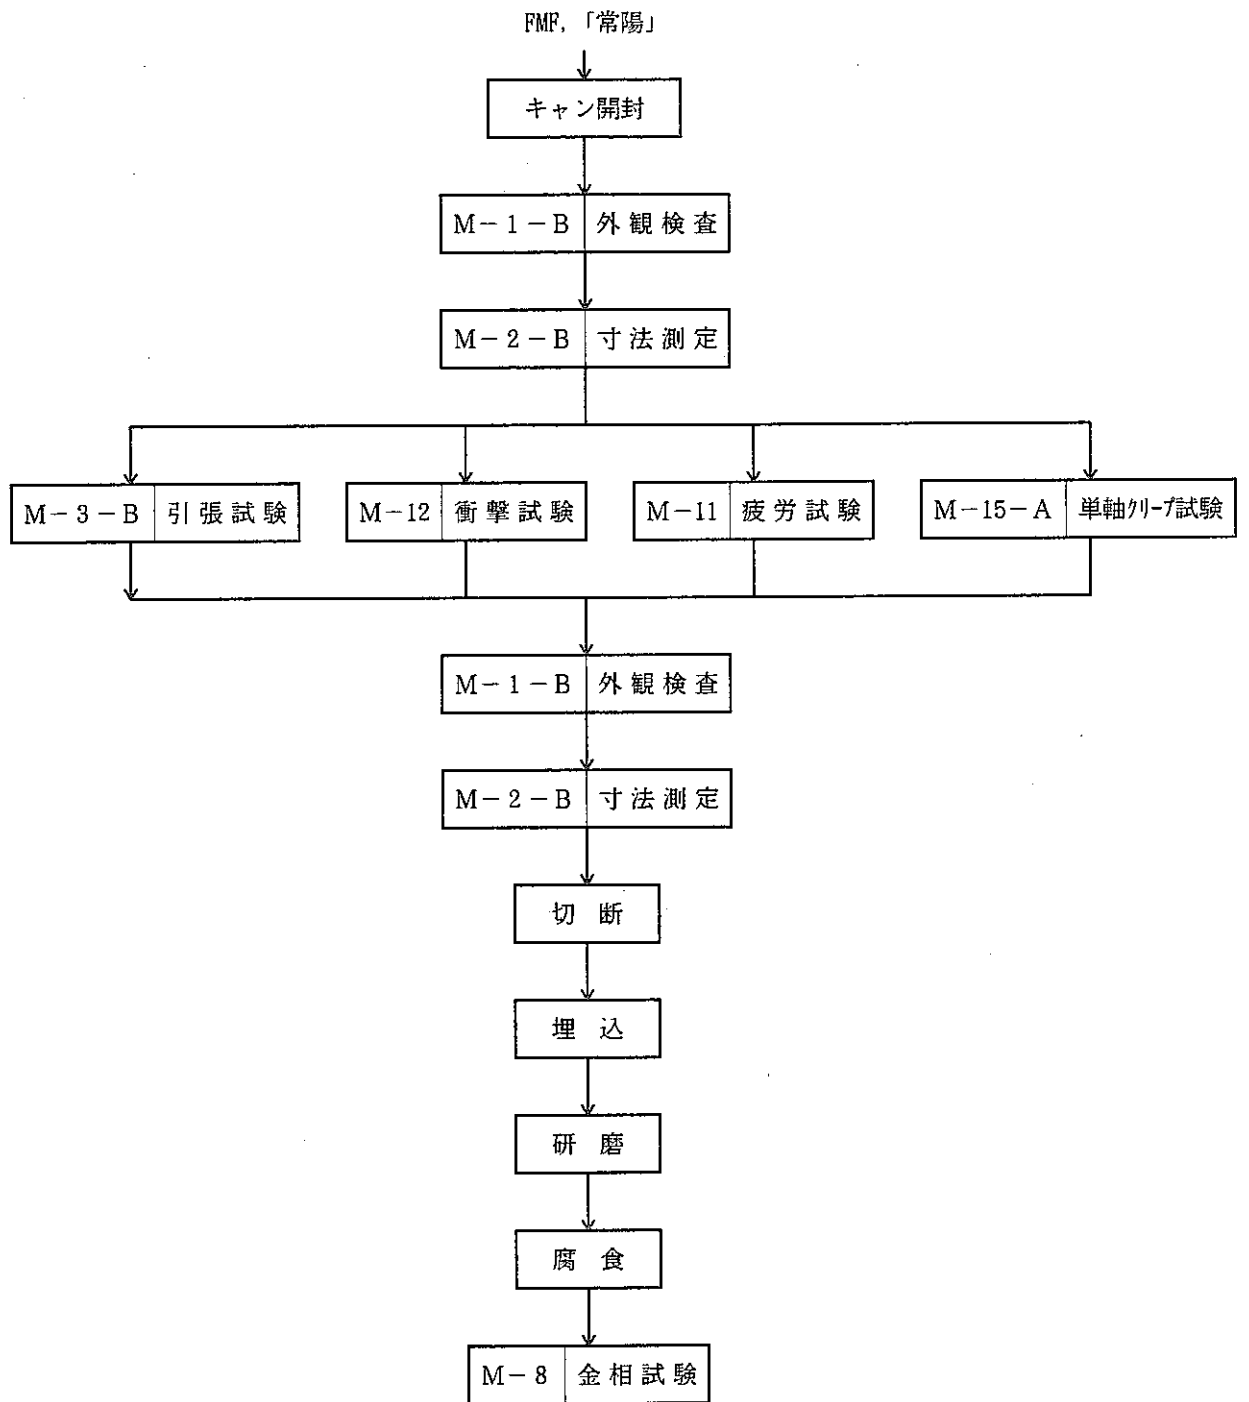 FMF, 「常陽」
キャン開封
M-1-B 外観検査
M-2-B 寸法測定
M-3-B 引張試験
M-12 衝撃試験
M-11 疲労試験
M-15-A 単軸クリープ試験
M-1-B 外観検査
M-2-B 寸法測定
切断
埋込
研磨
腐食
M-8 金相試験